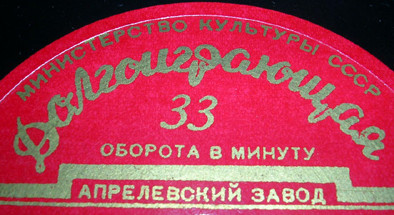 МИНИСТЕРСТВО КУЛЬТУРЫ СССР
Долгоиграющая
33
ОБОРОТА В МИНУТУ
АПРЕЛЕВСКИЙ ЗАВОД